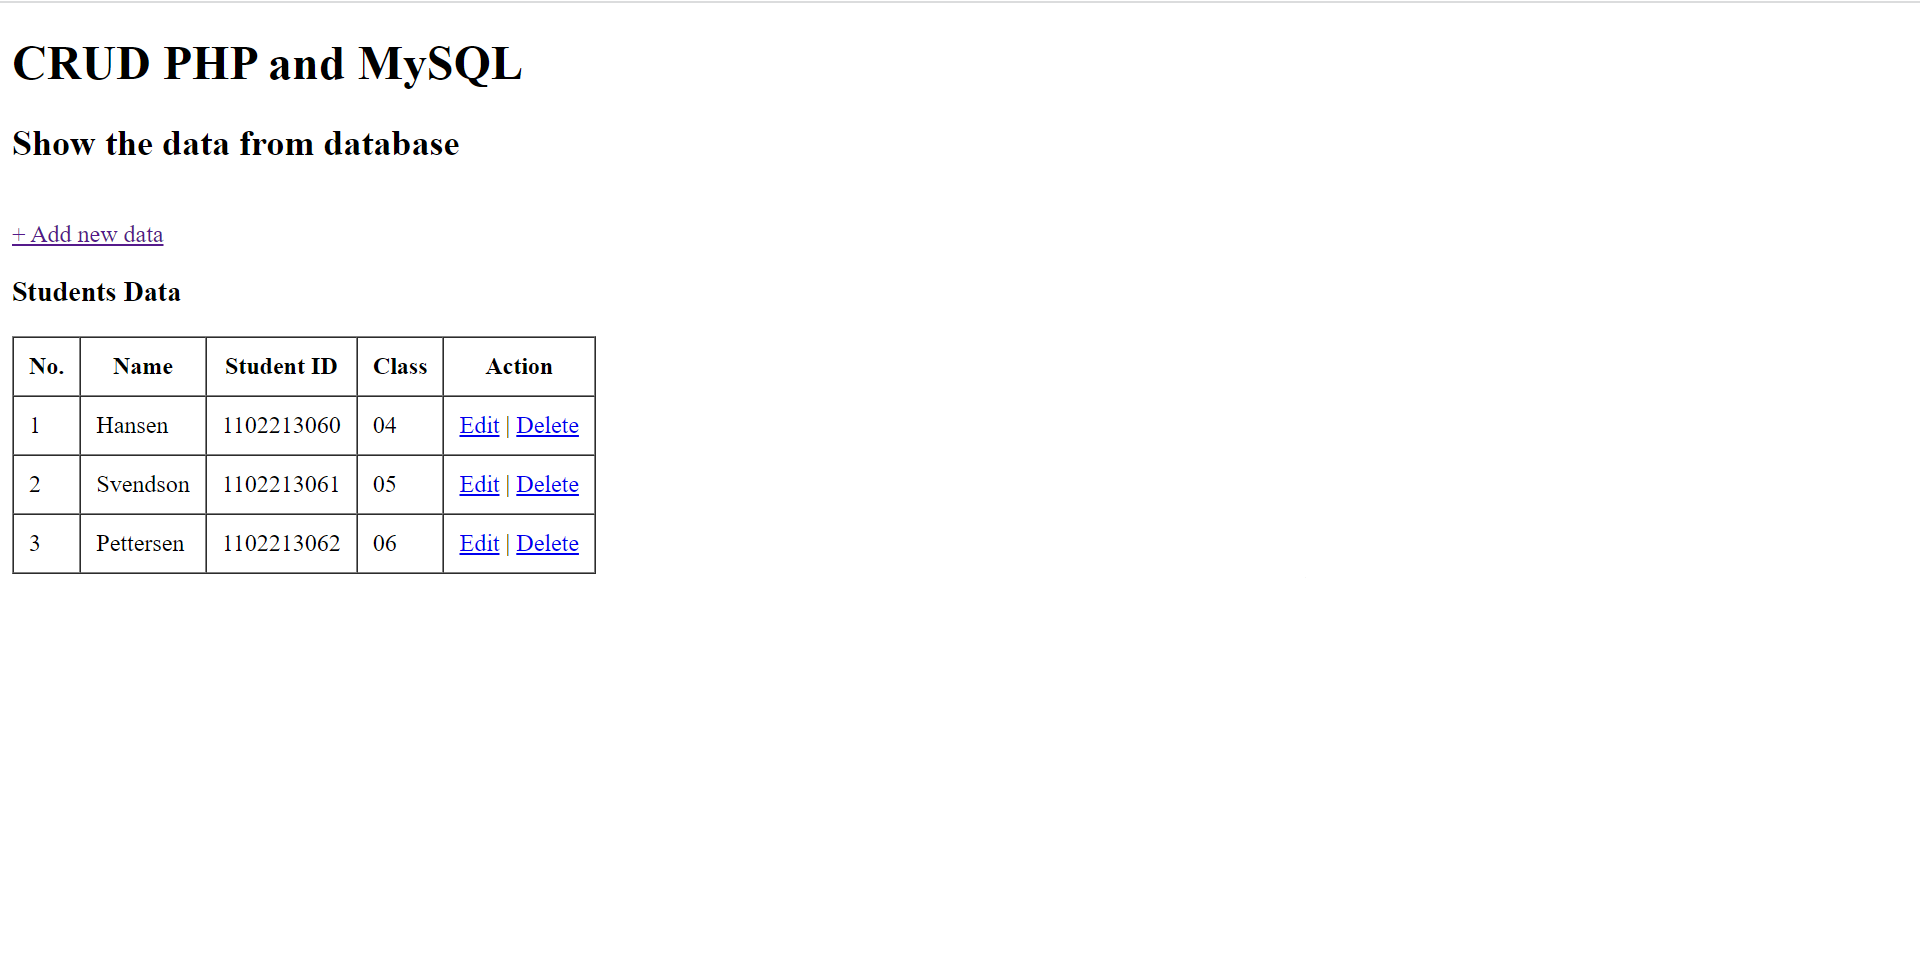 CRUD PHP and MySQL
Show the data from database
+ Add new data
Students Data
No. Name Student ID Class Action
1 Hansen 1102213060 04 Edit | Delete
2 Svendson 1102213061 05 Edit | Delete
3 Pettersen 1102213062 06 Edit | Delete